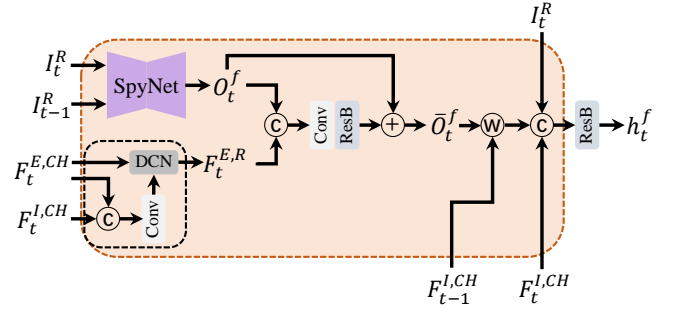 I_t^R
I_t^R
SpyNet
O_t^f
I_{t-1}^R
C
Conv
ResB
+
Ō_t^f
W
C
ResB
h_t^f
F_t^{E,CH}
DCN
F_t^{E,R}
F_t^{I,CH}
C
Conv
F_{t-1}^{I,CH}
F_t^{I,CH}